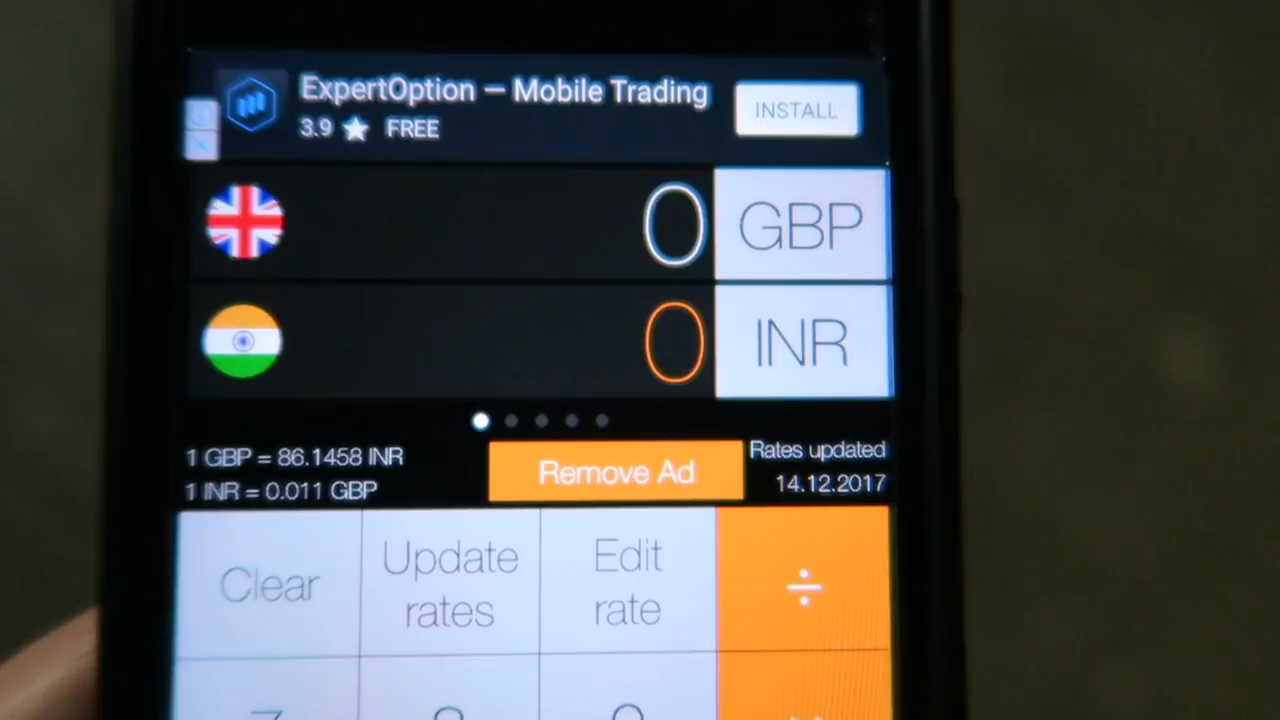 ExpertOption — Mobile Trading
3.9 ★ FREE
INSTALL
0 GBP
0 INR
1 GBP = 86.1458 INR
1 INR = 0.011 GBP
Remove Ad
Rates updated
14.12.2017
Clear
Update
rates
Edit
rate
÷